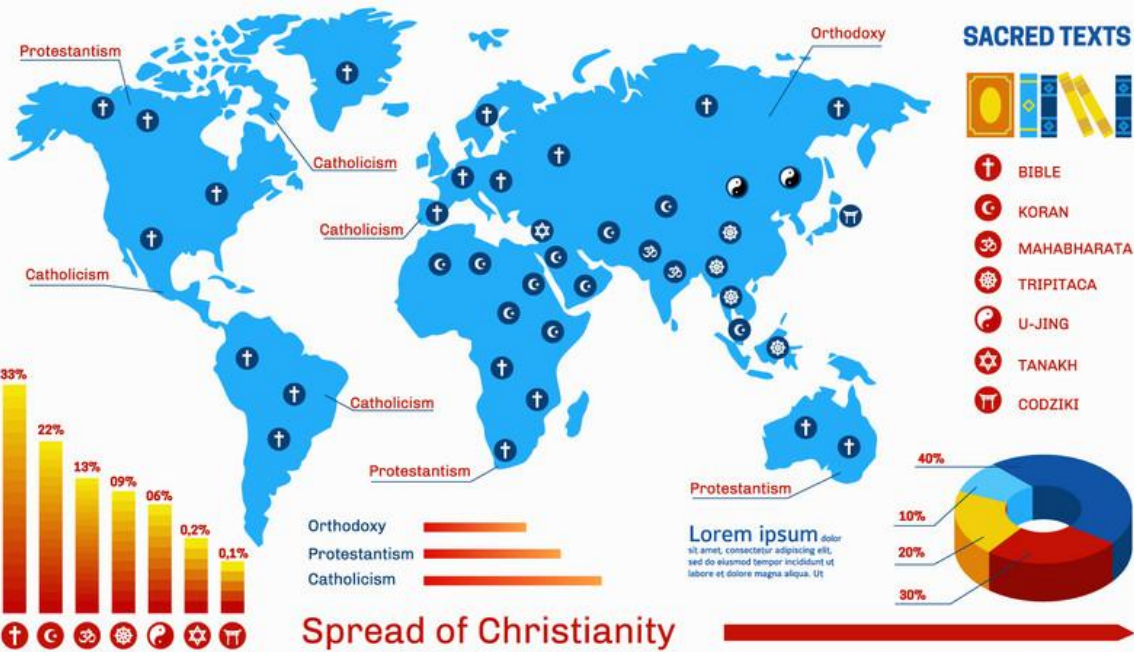 Protestantism
Orthodoxy
SACRED TEXTS
Catholicism
BIBLE
KORAN
MAHABHARATA
TRIPITACA
U-JING
TANAKH
CODZIKI
Catholicism
Catholicism
Catholicism
Protestantism
Protestantism
33%
22%
13%
09%
06%
0,2%
0,1%
Orthodoxy
Protestantism
Catholicism
Lorem ipsum dolor
sit amet, consectetur adipiscing elit,
sed do eiusmod tempor incididunt ut
labore et dolore magna aliqua. Ut
40%
10%
20%
30%
Spread of Christianity